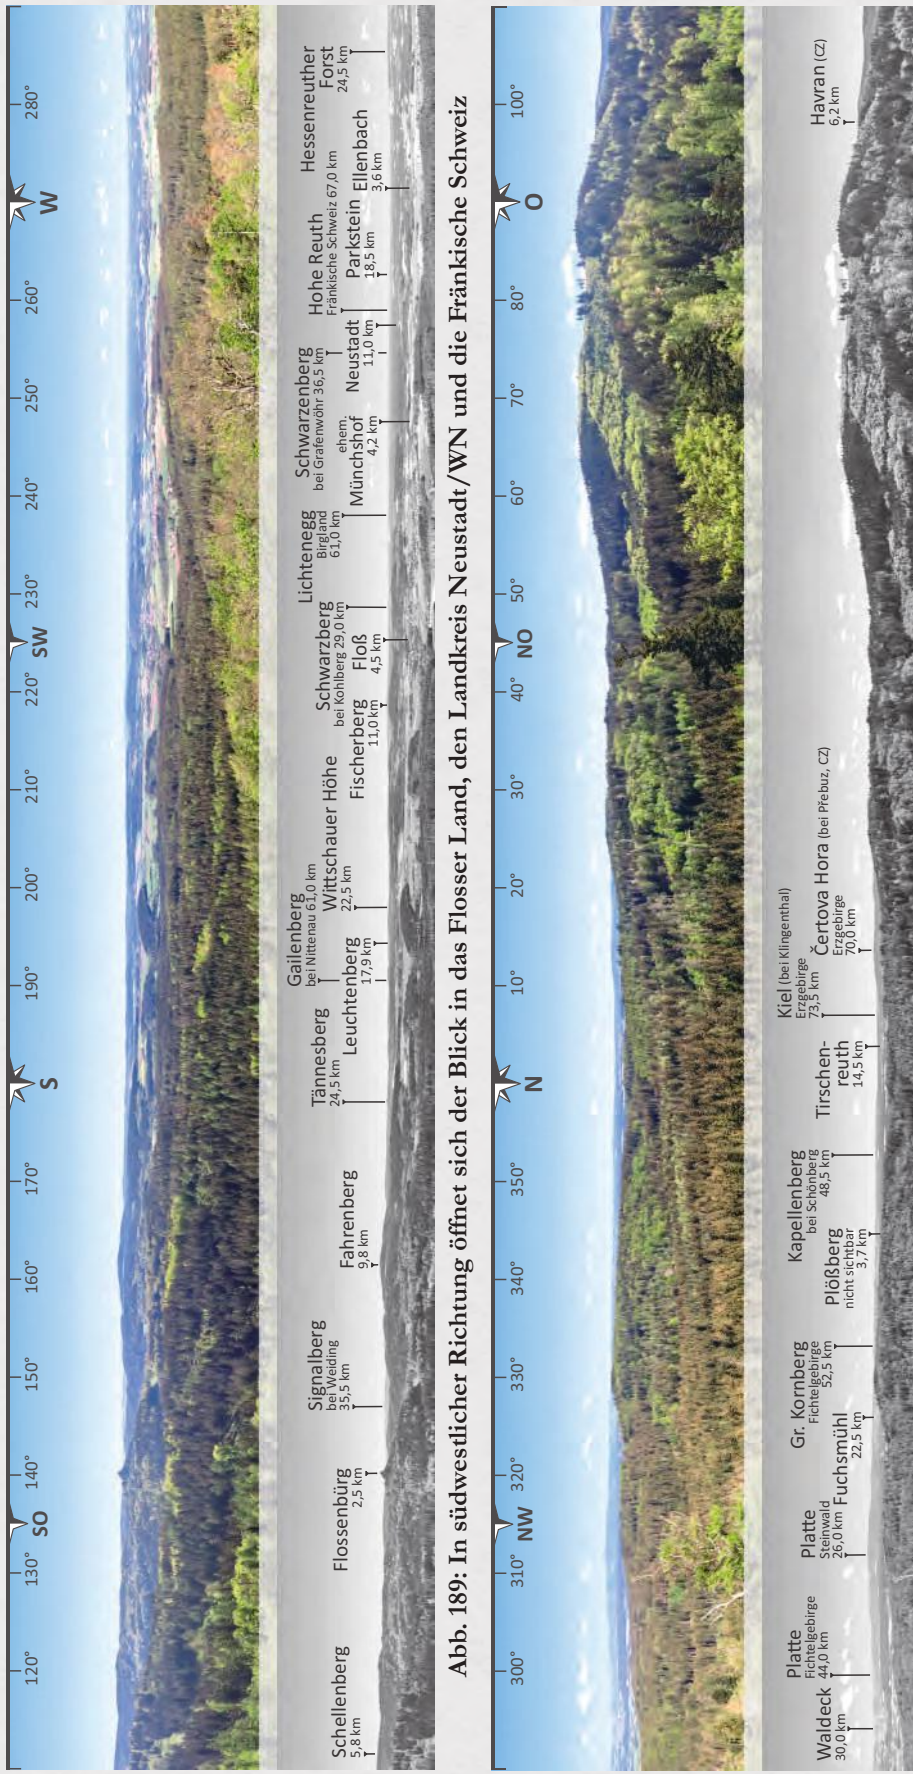 120° 130° SO 140° 150° 160° 170° S 190° 200° 210° 220° SW 230° 240° 250° 260° W 280°
Schellenberg
5,8 km
Flossenbürg
2,5 km
Signalberg
bei Weiding
35,5 km
Fahrenberg
9,8 km
Tännesberg
24,5 km
Gailenberg
bei Nittenau 61,0 km
Leuchtenberg
17,9 km
Wittschauer Höhe
22,5 km
Fischerberg
11,0 km
Schwarzberg
bei Kohlberg 29,0 km
Floß
4,5 km
Lichtenegg
Birgland
61,0 km
ehem.
Münchshof
4,2 km
Schwarzenberg
bei Grafenwöhr 36,5 km
Neustadt
11,0 km
Hohe Reuth
Fränkische Schweiz 67,0 km
Parkstein
18,5 km
Ellenbach
3,6 km
Hessenreuther
Forst
24,5 km
Abb. 189: In südwestlicher Richtung öffnet sich der Blick in das Flosser Land, den Landkreis Neustadt/WN und die Fränkische Schweiz
300° 310° NW 320° 330° 340° 350° N 10° 20° 30° 40° NO 50° 60° 70° 80° O 100°
Waldeck
30,0 km
Platte
Fichtelgebirge
44,0 km
Platte
Steinwald
26,0 km
Fuchsmühl
22,5 km
Gr. Kornberg
Fichtelgebirge
52,5 km
Plößberg
nicht sichtbar
3,7 km
Kapellenberg
bei Schönberg
48,5 km
Tirschen-
reuth
14,5 km
Kiel (bei Klingenthal)
Erzgebirge
73,5 km
Čertova Hora (bei Přebuz, CZ)
Erzgebirge
70,0 km
Havran (CZ)
6,2 km